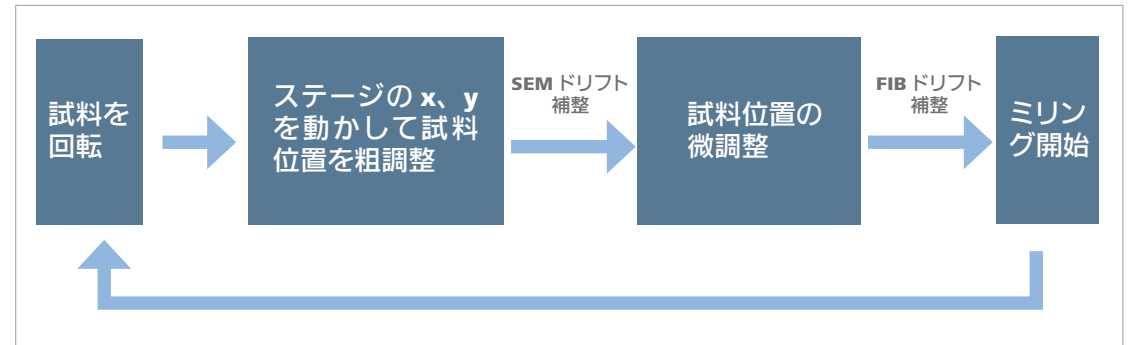 試料を
回転
ステージの x、y
を動かして試料
位置を粗調整
SEM ドリフト
補整
試料位置の
微調整
FIB ドリフト
補整
ミリン
グ開始